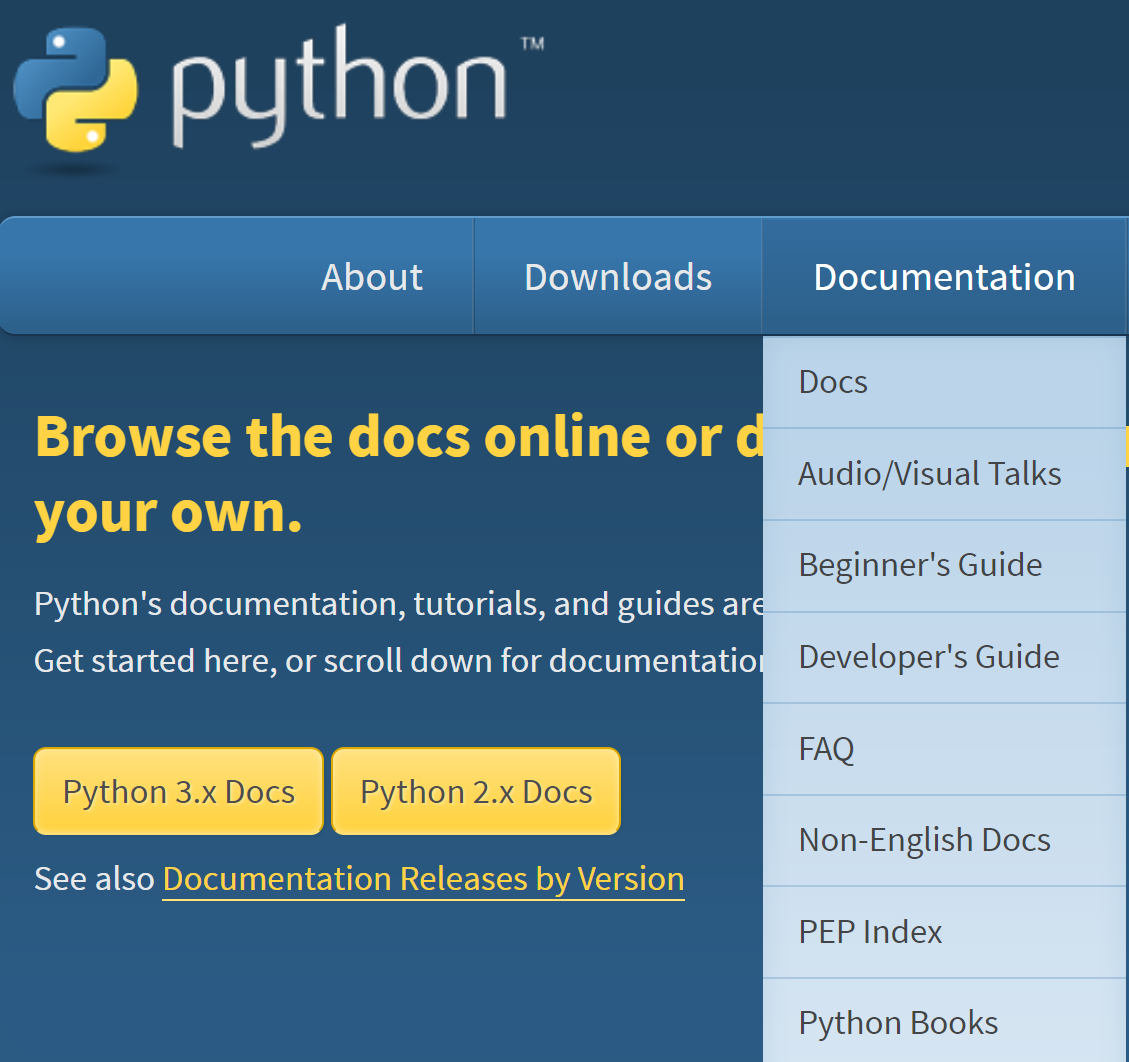 python™
About
Downloads
Documentation
Browse the docs online or
your own.
Python's documentation, tutorials, and guides are
Get started here, or scroll down for
Python 3.x Docs
Python 2.x Docs
See also Documentation Releases by Version
Docs
Audio/Visual Talks
Beginner's Guide
Developer's Guide
FAQ
Non-English Docs
PEP Index
Python Books